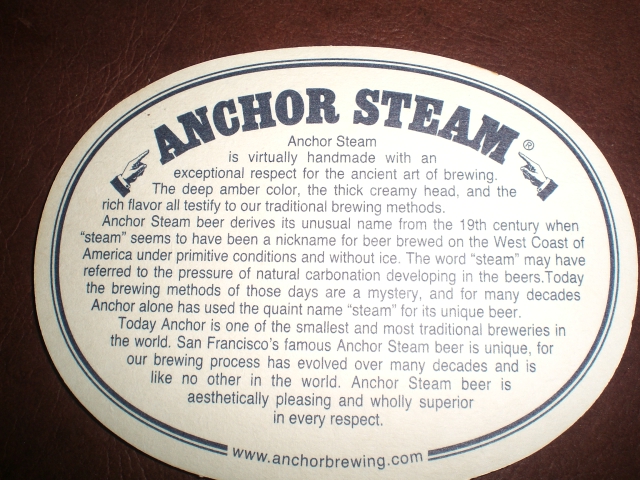 ANCHOR STEAM®
Anchor Steam
is virtually handmade with an
exceptional respect for the ancient art of brewing.
The deep amber color, the thick creamy head, and the
rich flavor all testify to our traditional brewing methods.
Anchor Steam beer derives its unusual name from the 19th century when
“steam” seems to have been a nickname for beer brewed on the West Coast of
America under primitive conditions and without ice. The word “steam” may have
referred to the pressure of natural carbonation developing in the beers.Today
the brewing methods of those days are a mystery, and for many decades
Anchor alone has used the quaint name “steam” for its unique beer.
Today Anchor is one of the smallest and most traditional breweries in
the world. San Francisco's famous Anchor Steam beer is unique, for
our brewing process has evolved over many decades and is
like no other in the world. Anchor Steam beer is
aesthetically pleasing and wholly superior
in every respect.
www.anchorbrewing.com